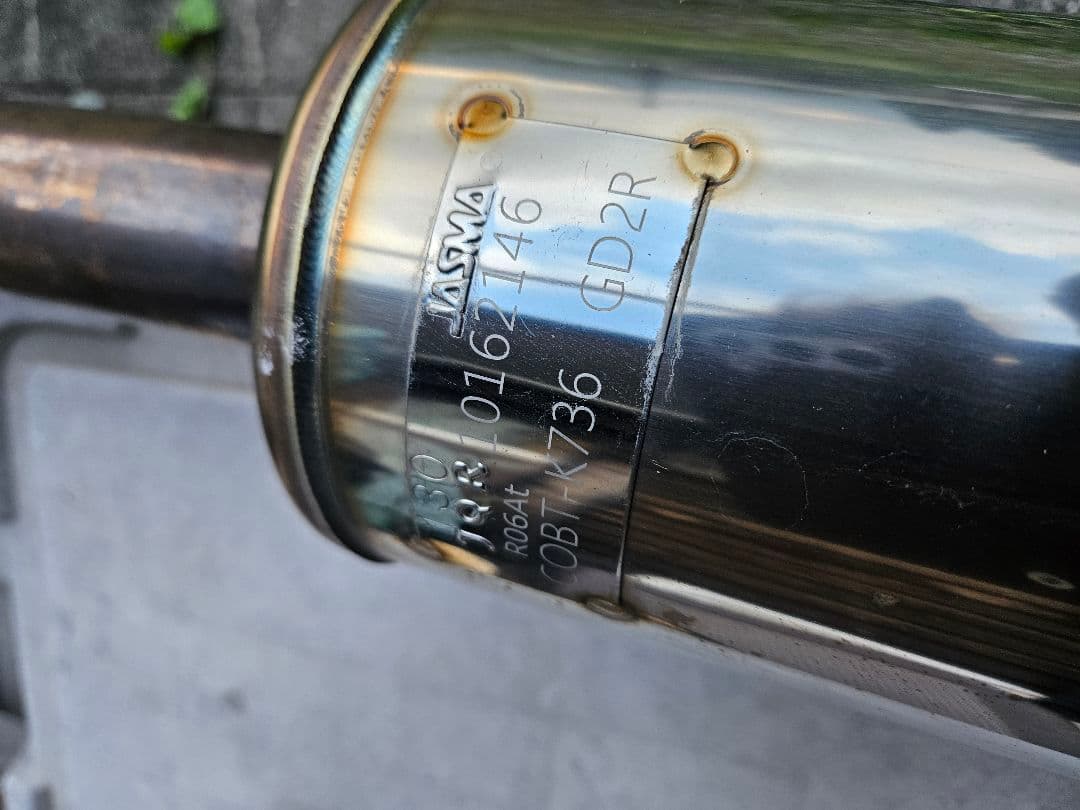 JASMA
130
JQR 10162146
R06At
COBT-K736 GD2R